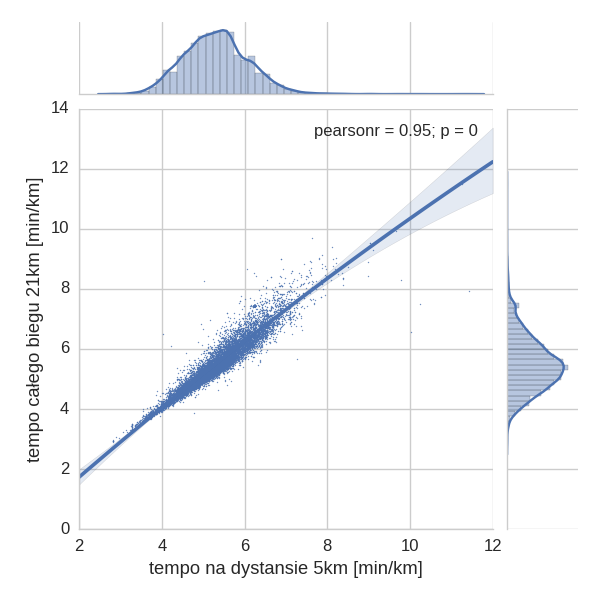 14
12
10
8
6
4
2
0
pearsonr = 0.95; p = 0
tempo całego biegu 21km [min/km]
2 4 6 8 10 12
tempo na dystansie 5km [min/km]